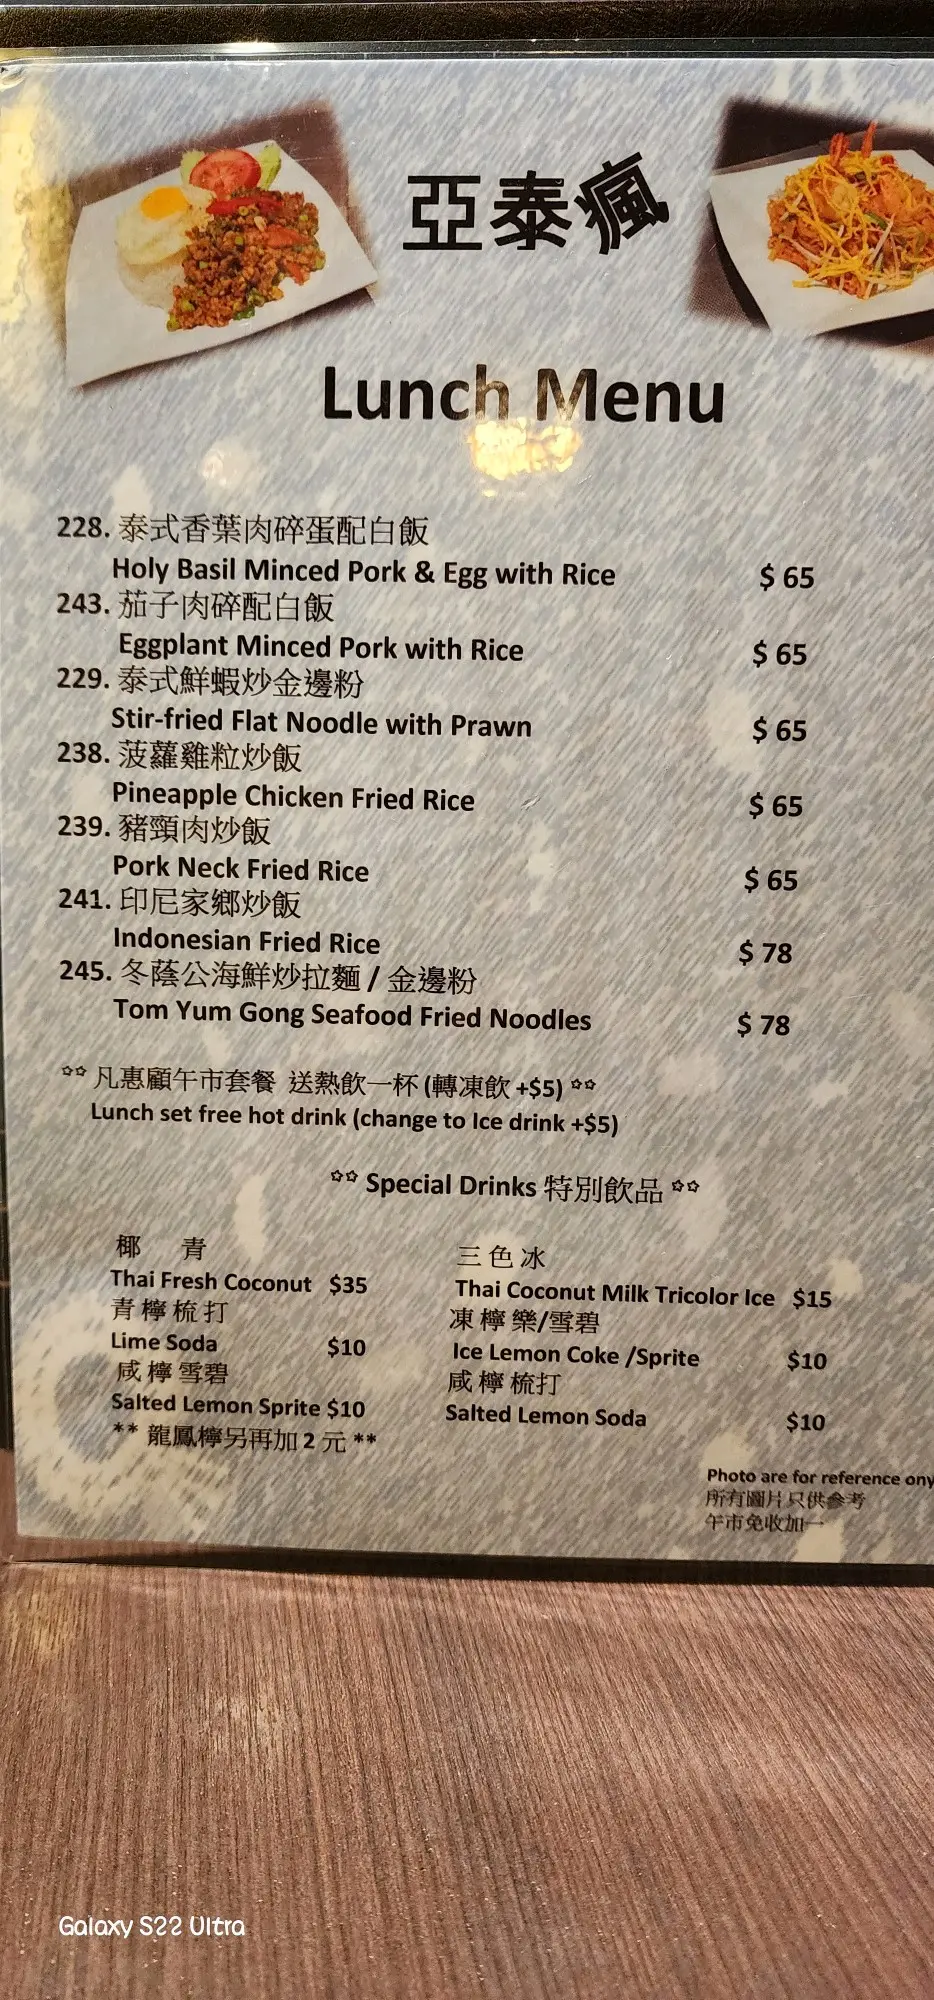 亞泰瘋
Lunch Menu
228. 泰式香葉肉碎蛋配白飯
Holy Basil Minced Pork & Egg with Rice $ 65
243. 茄子肉碎配白飯
Eggplant Minced Pork with Rice $ 65
229. 泰式鮮蝦炒金邊粉
Stir-fried Flat Noodle with Prawn $ 65
238. 菠蘿雞粒炒飯
Pineapple Chicken Fried Rice $ 65
239. 豬頸肉炒飯
Pork Neck Fried Rice $ 65
241. 印尼家鄉炒飯
Indonesian Fried Rice $ 78
245. 冬蔭公海鮮炒拉麵 / 金邊粉
Tom Yum Gong Seafood Fried Noodles $ 78
** 凡惠顧午市套餐 送熱飲一杯 (轉凍飲 +$5) **
Lunch set free hot drink (change to Ice drink +$5)
** Special Drinks 特別飲品 **
椰 青
Thai Fresh Coconut $35
青檸梳打
Lime Soda $10
咸檸雪碧
Salted Lemon Sprite $10
** 龍鳳檸另再加 2 元 **
三色冰
Thai Coconut Milk Tricolor Ice $15
凍檸樂/雪碧
Ice Lemon Coke /Sprite $10
咸檸梳打
Salted Lemon Soda $10
Photo are for reference ony
所有圖片只供參考
午市免收加一
Galaxy S22 Ultra